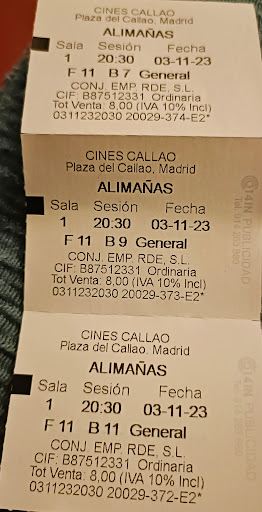 CINES CALLAO
Plaza del Callao, Madrid
ALIMAÑAS
Sala Sesión Fecha
1 20:30 03-11-23
F 11 B 7 General
CONJ. EMP. RDE, S.L.
CIF: B87512331 Ordinaria
Tot Venta: 8,00 (IVA 10% Incl)
0311232030 20029-374-E2*
CINES CALLAO
Plaza del Callao, Madrid
ALIMAÑAS
Sala Sesión Fecha
1 20:30 03-11-23
F 11 B 9 General
CONJ. EMP. RDE, S.L.
CIF: B87512331 Ordinaria
Tot Venta: 8,00 (IVA 10% Incl)
0311232030 20029-373-E2*
PUBLICIDAD
CINES CALLAO
Plaza del Callao, Madrid
ALIMAÑAS
Sala Sesión Fecha
1 20:30 03-11-23
F 11 B 11 General
CONJ. EMP. RDE, S.L.
CIF: B87512331 Ordinaria
Tot Venta: 8,00 (IVA 10% Incl)
0311232030 20029-372-E2*
PUBLICIDAD